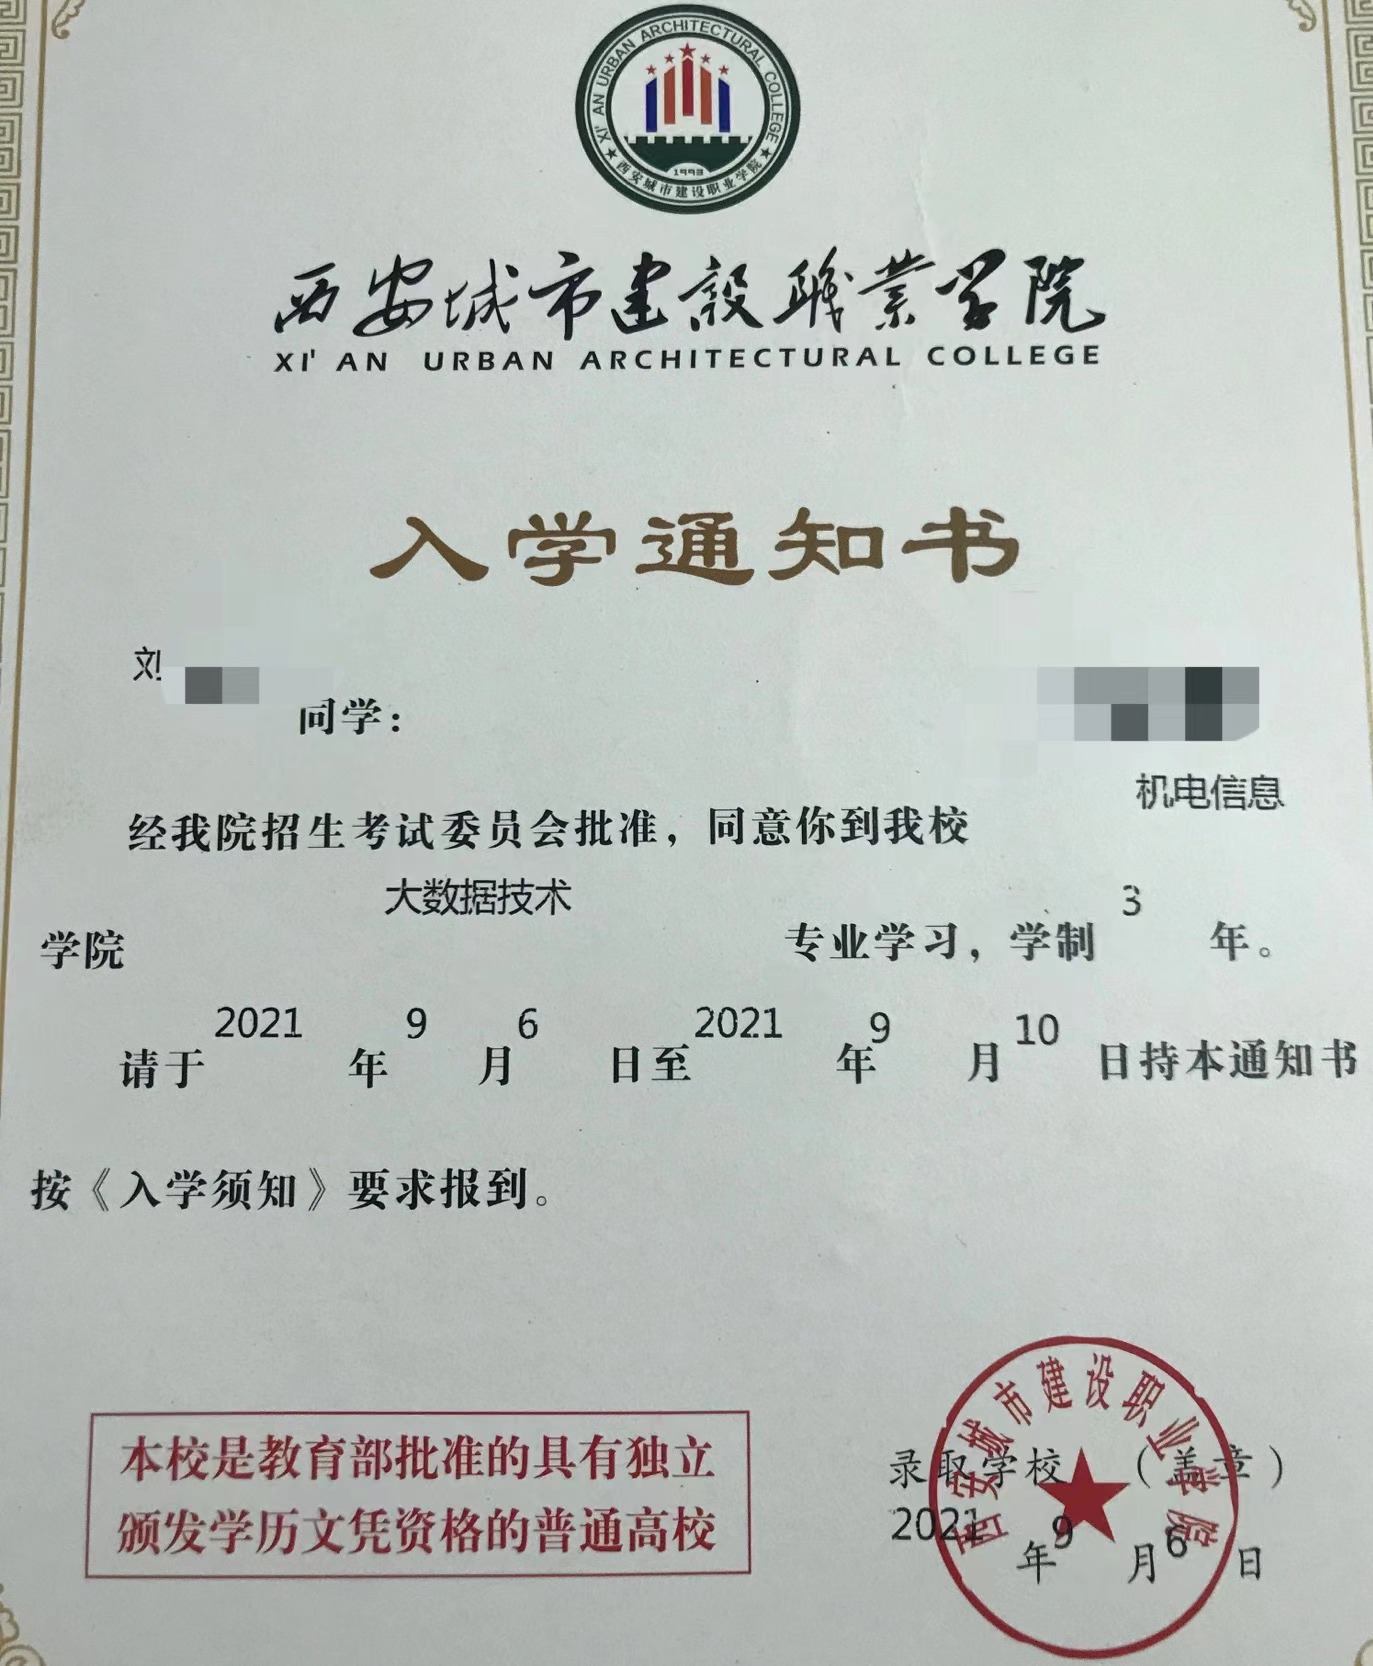 XI' AN URBAN ARCHITECTURAL COLLEGE
1993
西安城市建设职业学院
西安城市建设職業学院
XI' AN URBAN ARCHITECTURAL COLLEGE
入学通知书
刘
同学：
机电信息
经我院招生考试委员会批准，同意你到我校
大数据技术 3
学院 专业学习，学制 年。
2021 9 6 2021 9 10
请于 年 月 日至 年 月 日持本通知书
按《入学须知》要求报到。
本校是教育部批准的具有独立
颁发学历文凭资格的普通高校
西安城市建设职业学院
录取学校 （盖章）
2021 9 6
年 月 日